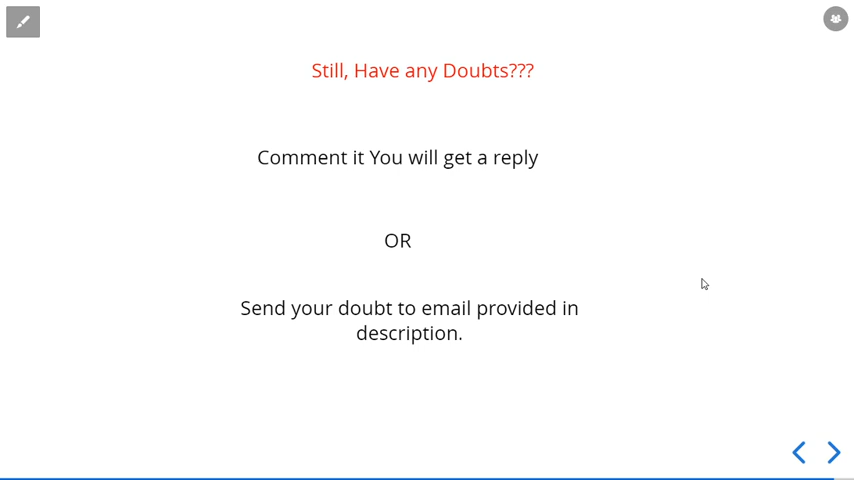 Still, Have any Doubts???
Comment it You will get a reply
OR
Send your doubt to email provided in
description.